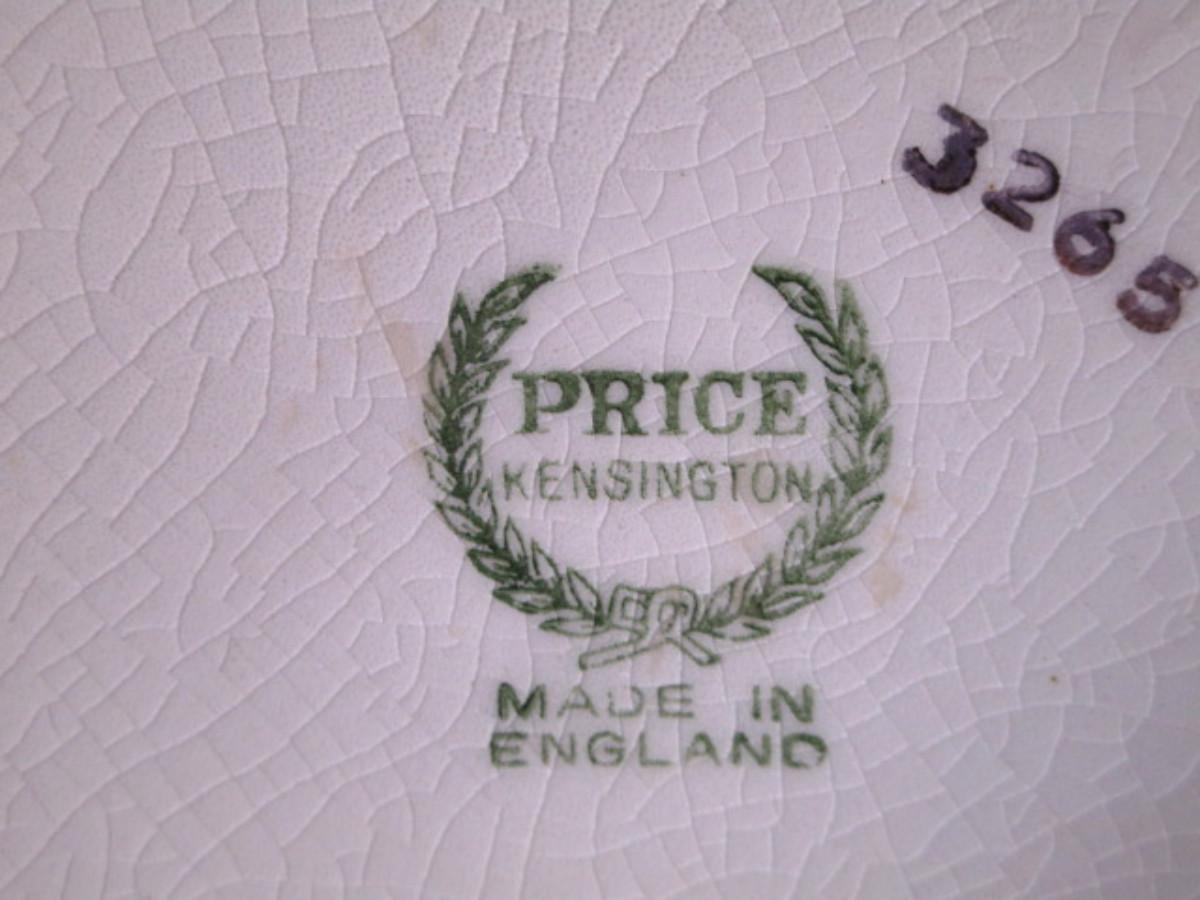 3265
PRICE
KENSINGTON
MADE IN
ENGLAND